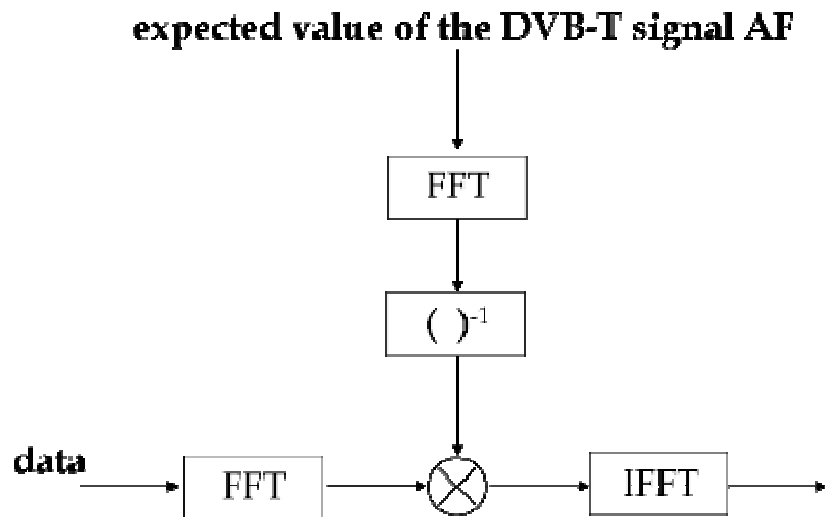 expected value of the DVB-T signal AF
FFT
( )-1
data
FFT
IFFT